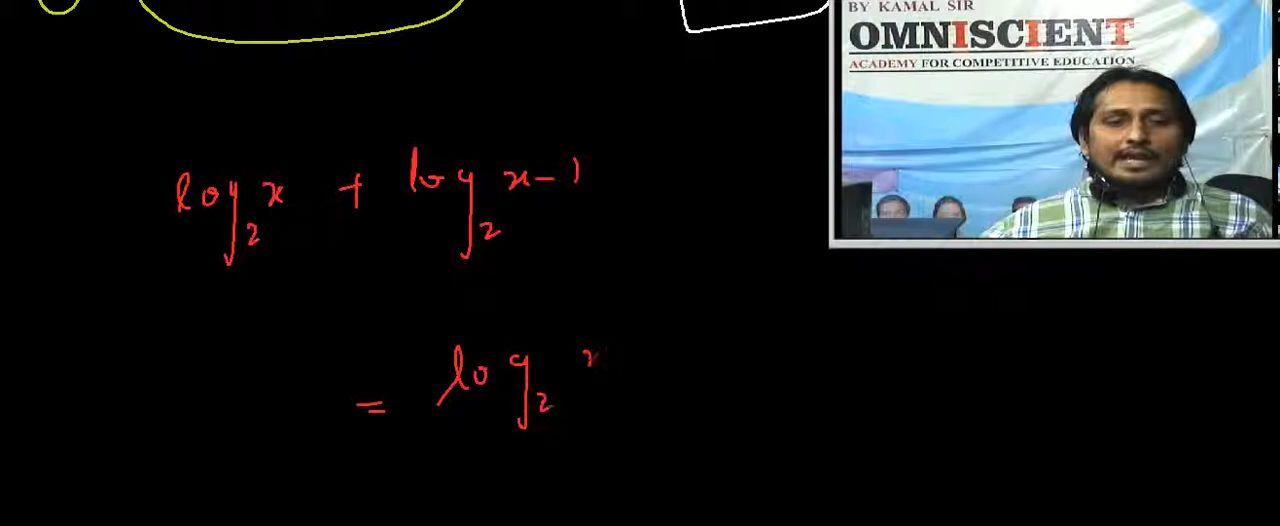 BY KAMAL SIR
OMNISCIENT
ACADEMY FOR COMPETITIVE EDUCATION
log₂ x + log₂ x-1
= log₂ x